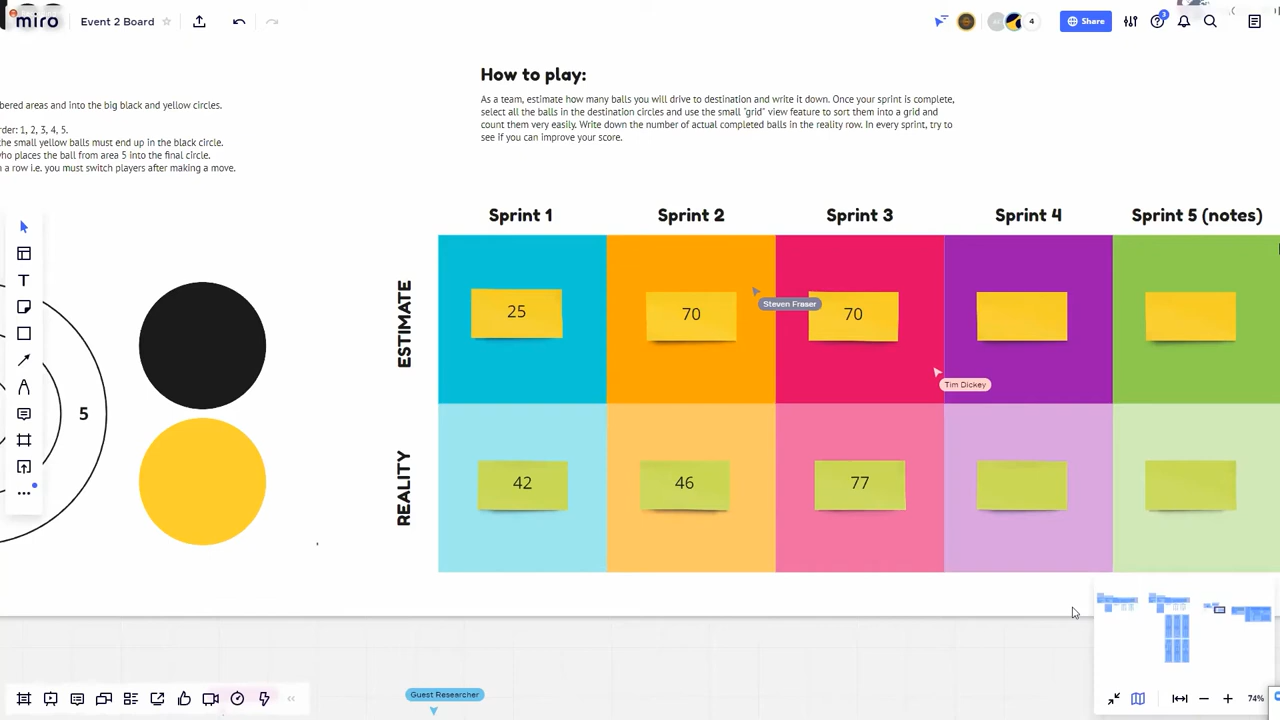 miro
Event 2 Board
4
Share
3
How to play:
bered areas and into the big black and yellow circles.
rder: 1, 2, 3, 4, 5.
the small yellow balls must end up in the black circle.
who places the ball from area 5 into the final circle.
n a row i.e. you must switch players after making a move.
As a team, estimate how many balls you will drive to destination and write it down. Once your sprint is complete,
select all the balls in the destination circles and use the small "grid" view feature to sort them into a grid and
count them very easily. Write down the number of actual completed balls in the reality row. In every sprint, try to
see if you can improve your score.
Sprint 1
Sprint 2
Sprint 3
Sprint 4
Sprint 5 (notes)
ESTIMATE
25
70
70
Steven Fraser
Tim Dickey
5
REALITY
42
46
77
Guest Researcher
74%